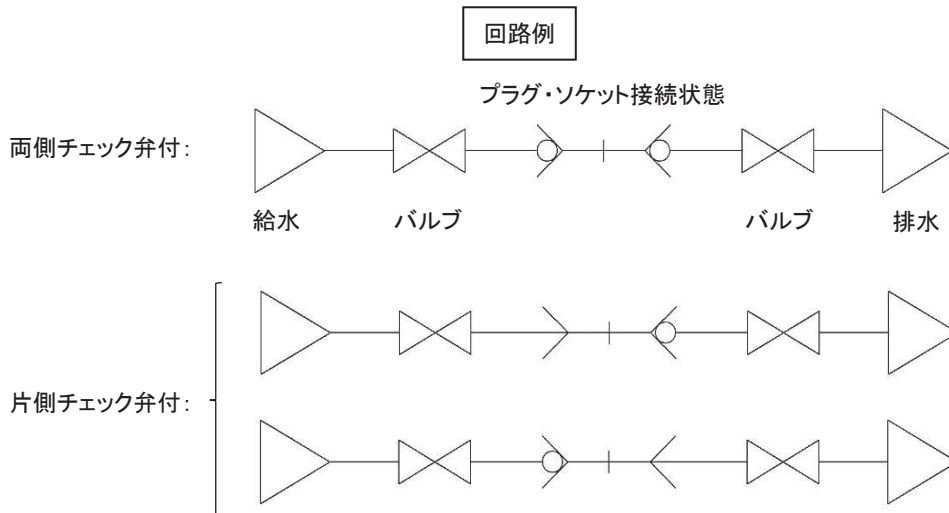 回路例
プラグ・ソケット接続状態
両側チェック弁付:
給水 バルブ バルブ 排水
片側チェック弁付: